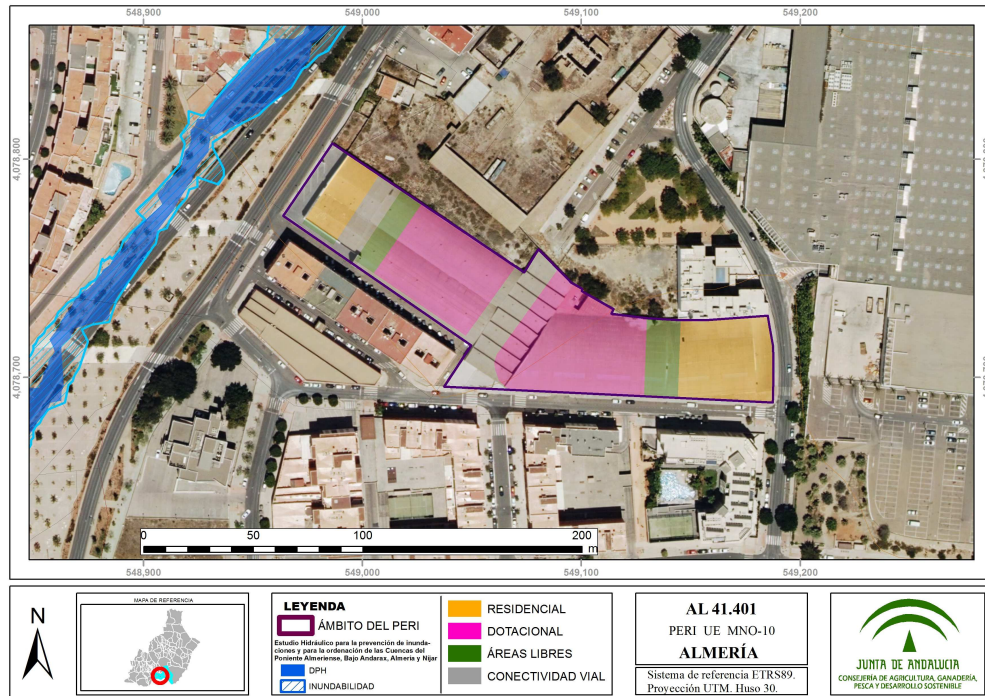 548,900 549,000 549,100 549,200
4,078,800
4,078,700
0 50 100 200
m
548,900 549,000 549,100 549,200
N
MAPA DE REFERENCIA
LEYENDA
ÁMBITO DEL PERI
Estudio Hidráulico para la prevención de inunda-
ciones y para la ordenación de las Cuencas del
Poniente Almeriense, Bajo Andarax, Almería y Nijar
DPH
INUNDABILIDAD
RESIDENCIAL
DOTACIONAL
ÁREAS LIBRES
CONECTIVIDAD VIAL
AL 41.401
PERI UE MNO-10
ALMERÍA
Sistema de referencia ETRS89.
Proyección UTM. Huso 30.
JUNTA DE ANDALUCIA
CONSEJERÍA DE AGRICULTURA, GANADERÍA,
PESCA Y DESARROLLO SOSTENIBLE